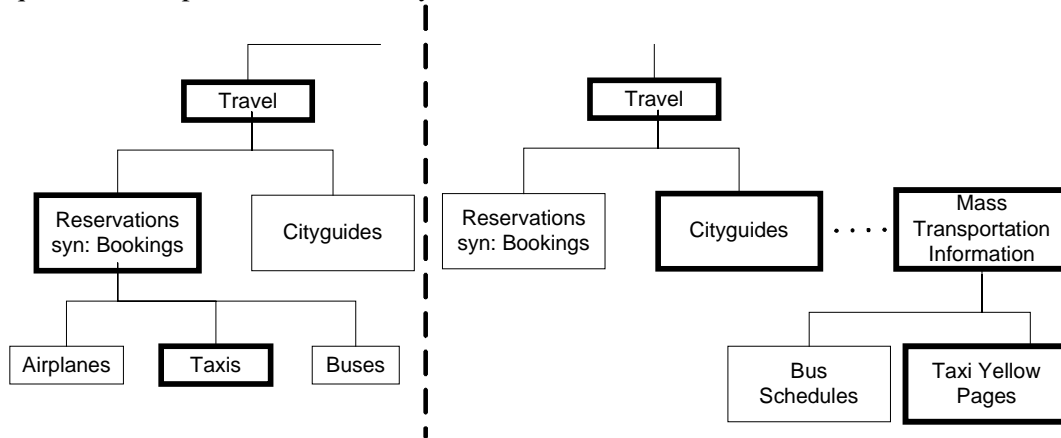 Travel
Reservations
syn: Bookings
Cityguides
Airplanes
Taxis
Buses
Travel
Reservations
syn: Bookings
Cityguides
Mass
Transportation
Information
Bus
Schedules
Taxi Yellow
Pages